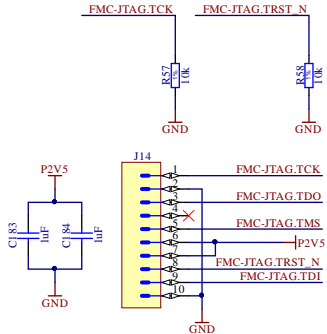 FMC-JTAG.TCK
FMC-JTAG.TRST_N
R57
1%
10k
R58
1%
10k
GND
GND
J14
P2V5
1
FMC-JTAG.TCK
2
3
FMC-JTAG.TDO
4
C183
1uF
C184
1uF
5
FMC-JTAG.TMS
6
P2V5
7
8
FMC-JTAG.TRST_N
9
FMC-JTAG.TDI
10
GND
GND